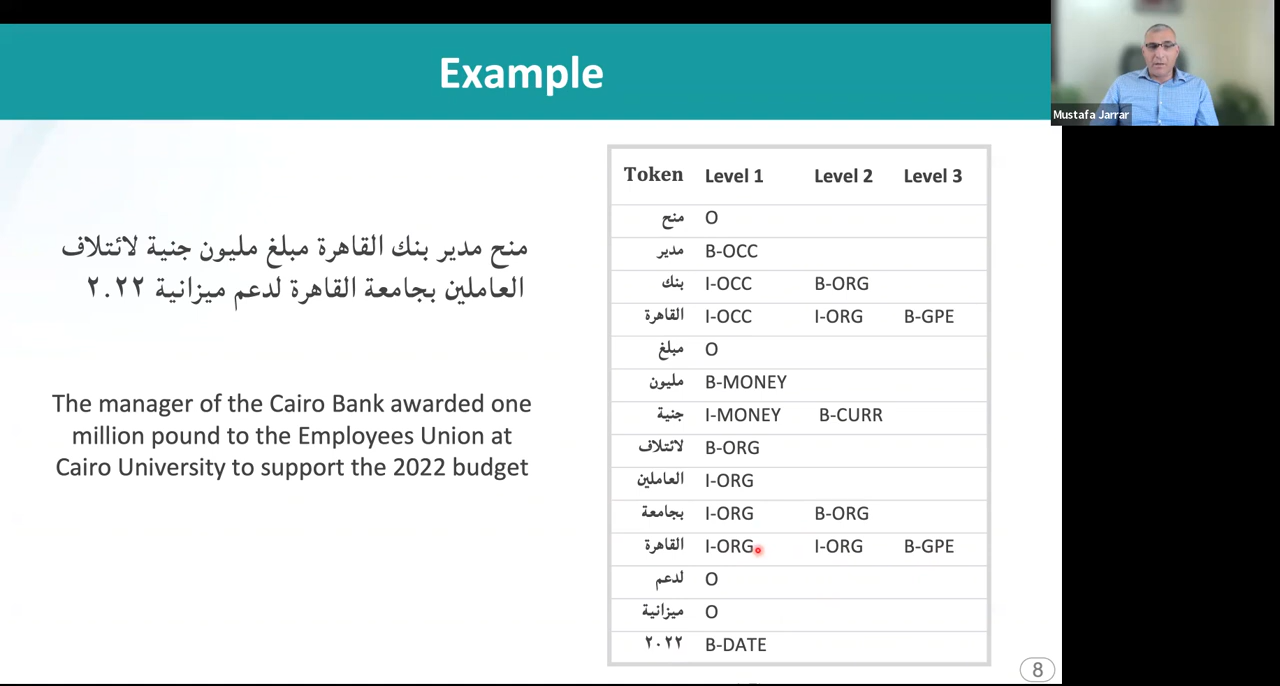 Example
Mustafa Jarrar
منح مدير بنك القاهرة مبلغ مليون جنية لائتلاف
العاملين بجامعة القاهرة لدعم ميزانية ٢٠٢٢
The manager of the Cairo Bank awarded one
million pound to the Employees Union at
Cairo University to support the 2022 budget
Token Level 1 Level 2 Level 3
منح O
مدير B-OCC
بنك I-OCC B-ORG
القاهرة I-OCC I-ORG B-GPE
مبلغ O
مليون B-MONEY
جنية I-MONEY B-CURR
لائتلاف B-ORG
العاملين I-ORG
بجامعة I-ORG B-ORG
القاهرة I-ORG I-ORG B-GPE
لدعم O
ميزانية O
٢٠٢٢ B-DATE
8